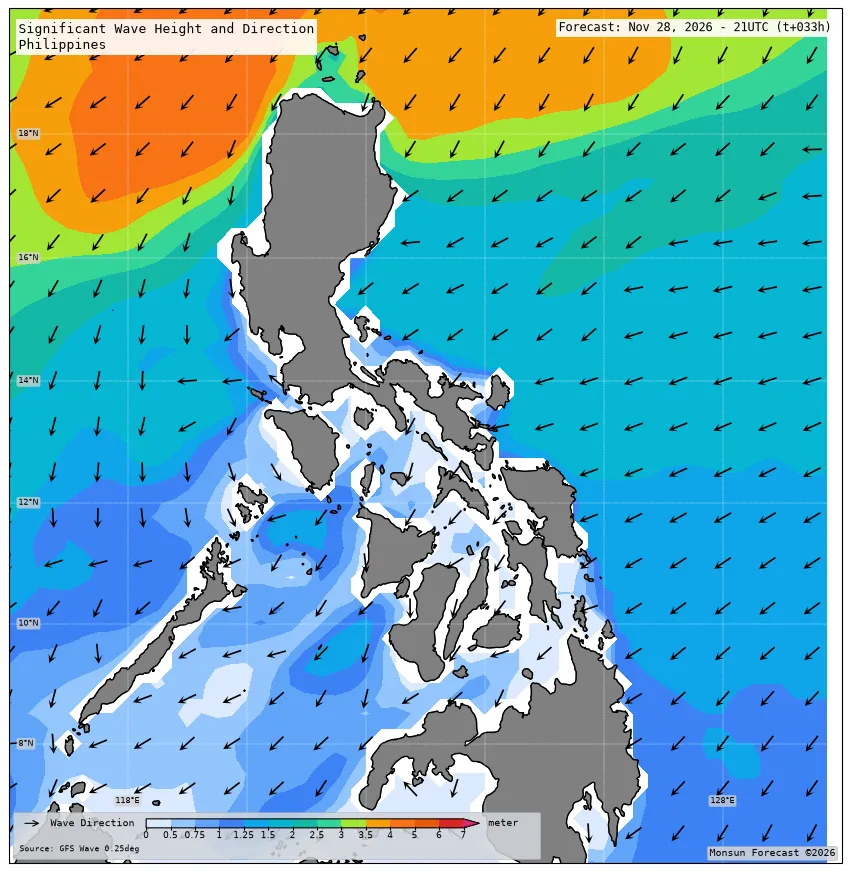 Significant Wave Height and Direction
Philippines
Forecast: Nov 28, 2026 - 21UTC (t+033h)
18°N
16°N
14°N
12°N
10°N
8°N
118°E
128°E
Wave Direction
meter
0 0.5 0.75 1 1.25 1.5 2 2.5 3 3.5 4 5 6 7
Source: GFS Wave 0.25deg
Monsun Forecast ©2026